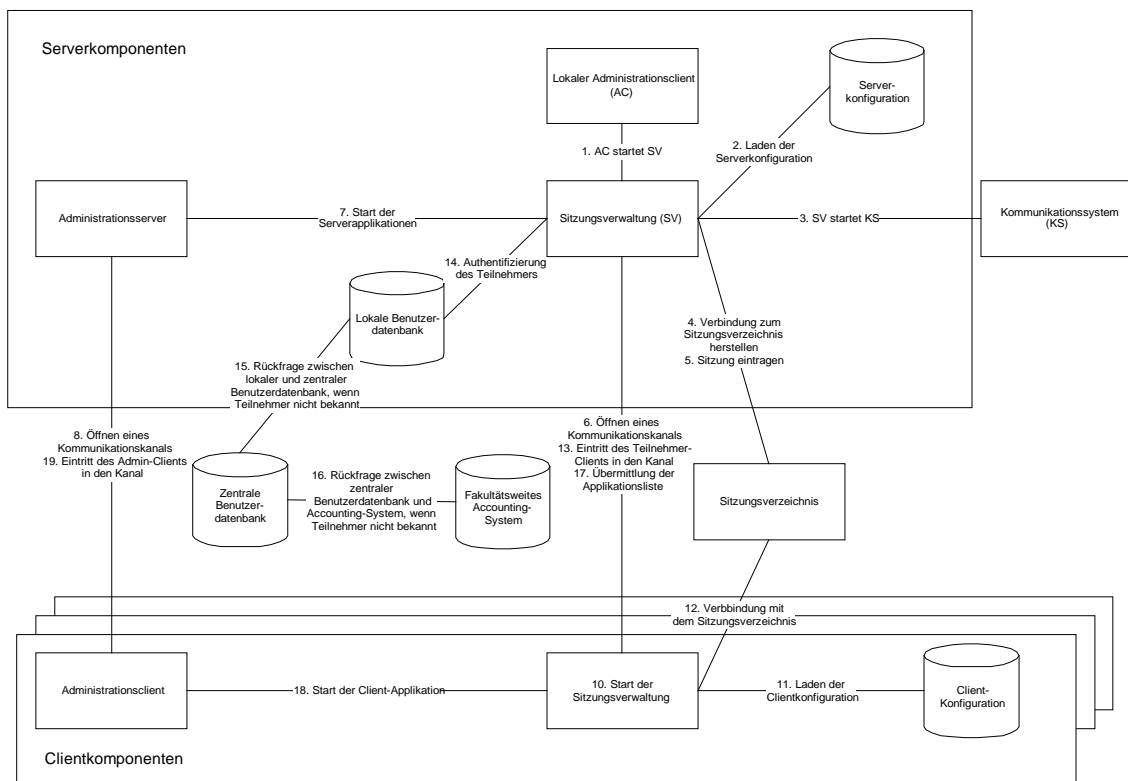 Serverkomponenten
Lokaler Administrationsclient
(AC)
Server-
konfiguration
1. AC startet SV
2. Laden der
Serverkonfiguration
Administrationsserver
7. Start der
Serverapplikationen
Sitzungsverwaltung (SV)
3. SV startet KS
Kommunikationssystem
(KS)
14. Authentifizierung
des Teilnehmers
Lokale Benutzer-
datenbank
4. Verbindung zum
Sitzungsverzeichnis
herstellen
5. Sitzung eintragen
15. Rückfrage zwischen
lokaler und zentraler
Benutzerdatenbank, wenn
Teilnehmer nicht bekannt
8. Öffnen eines
Kommunikationskanals
19. Eintritt des Admin-Clients
in den Kanal
6. Öffnen eines
Kommunikationskanals
13. Eintritt des Teilnehmer-
Clients in den Kanal
17. Übermittlung der
Applikationsliste
Zentrale
Benutzer-
datenbank
16. Rückfrage zwischen
zentraler
Benutzerdatenbank und
Accounting-System, wenn
Teilnehmer nicht bekannt
Fakultätsweites
Accounting-
System
Sitzungsverzeichnis
12. Verbbindung mit
dem Sitzungsverzeichnis
Administrationsclient
18. Start der Client-Applikation
10. Start der
Sitzungsverwaltung
11. Laden der
Clientkonfiguration
Client-
Konfiguration
Clientkomponenten